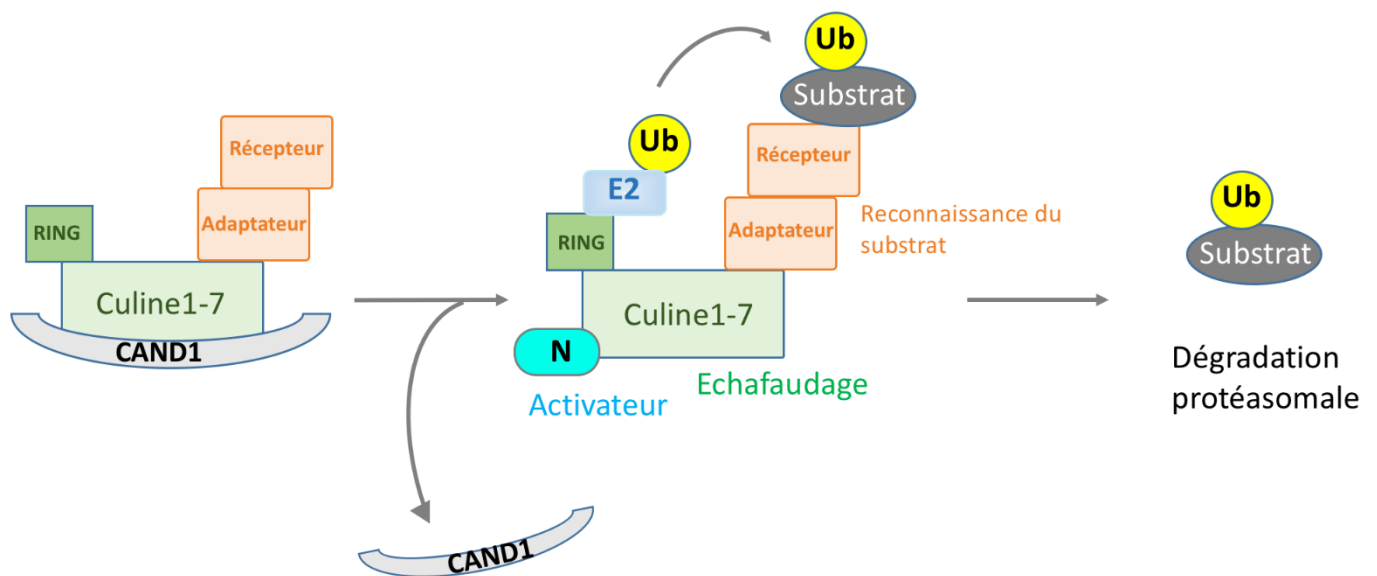 Récepteur
Adaptateur
RING
Culine1-7
CAND1
CAND1
Ub
Substrat
Ub
E2
Récepteur
Adaptateur
RING
Reconnaissance du
substrat
Culine1-7
N
Activateur
Echafaudage
Ub
Substrat
Dégradation
protéasomale